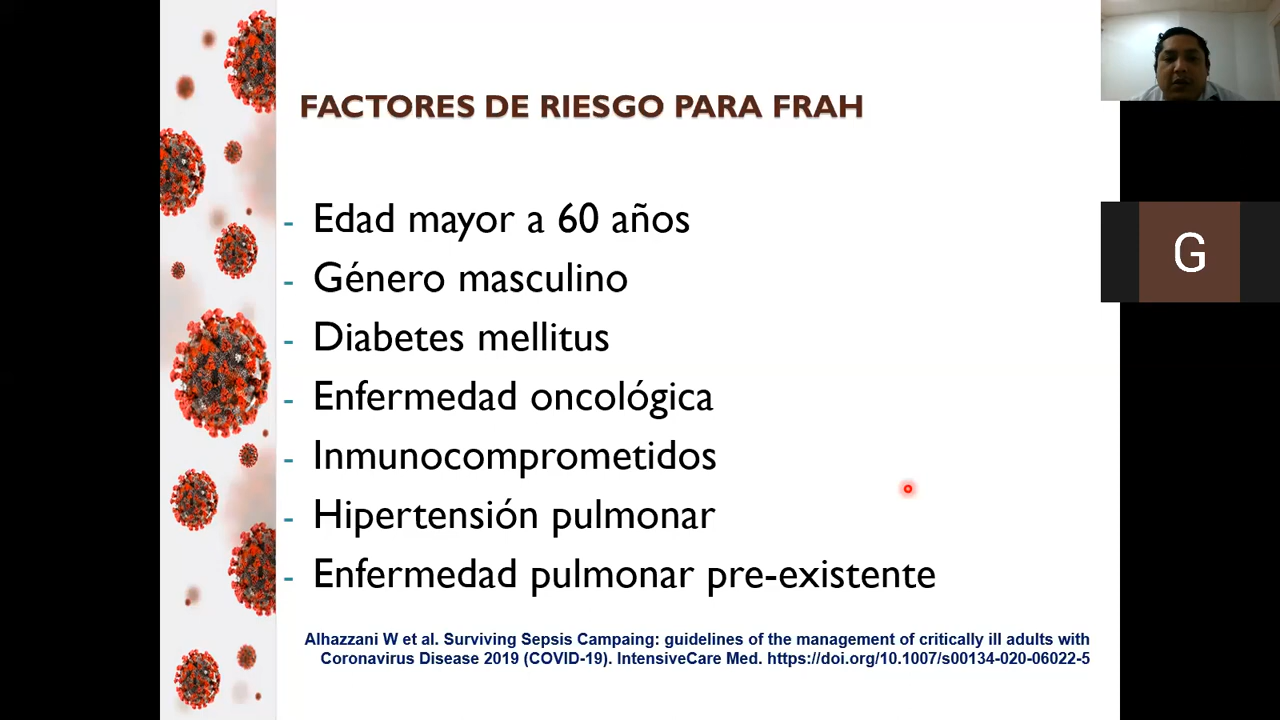 FACTORES DE RIESGO PARA FRAH
- Edad mayor a 60 años
- Género masculino
- Diabetes mellitus
- Enfermedad oncológica
- Inmunocomprometidos
- Hipertensión pulmonar
- Enfermedad pulmonar pre-existente
Alhazzani W et al. Surviving Sepsis Campaing: guidelines of the management of critically ill adults with
Coronavirus Disease 2019 (COVID-19). IntensiveCare Med. https://doi.org/10.1007/s00134-020-06022-5
G